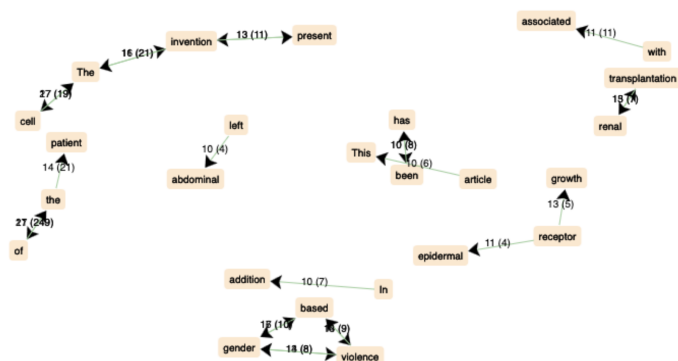 associated
11 (11)
with
13 (11)
present
invention
16 (21)
The
transplantation
cell
renal
has
left
patient
10 (8)
10 (4)
This
14 (21)
10 (6)
been
abdominal
article
growth
the
13 (5)
receptor
of
11 (4)
epidermal
addition
10 (7)
In
based
gender
violence